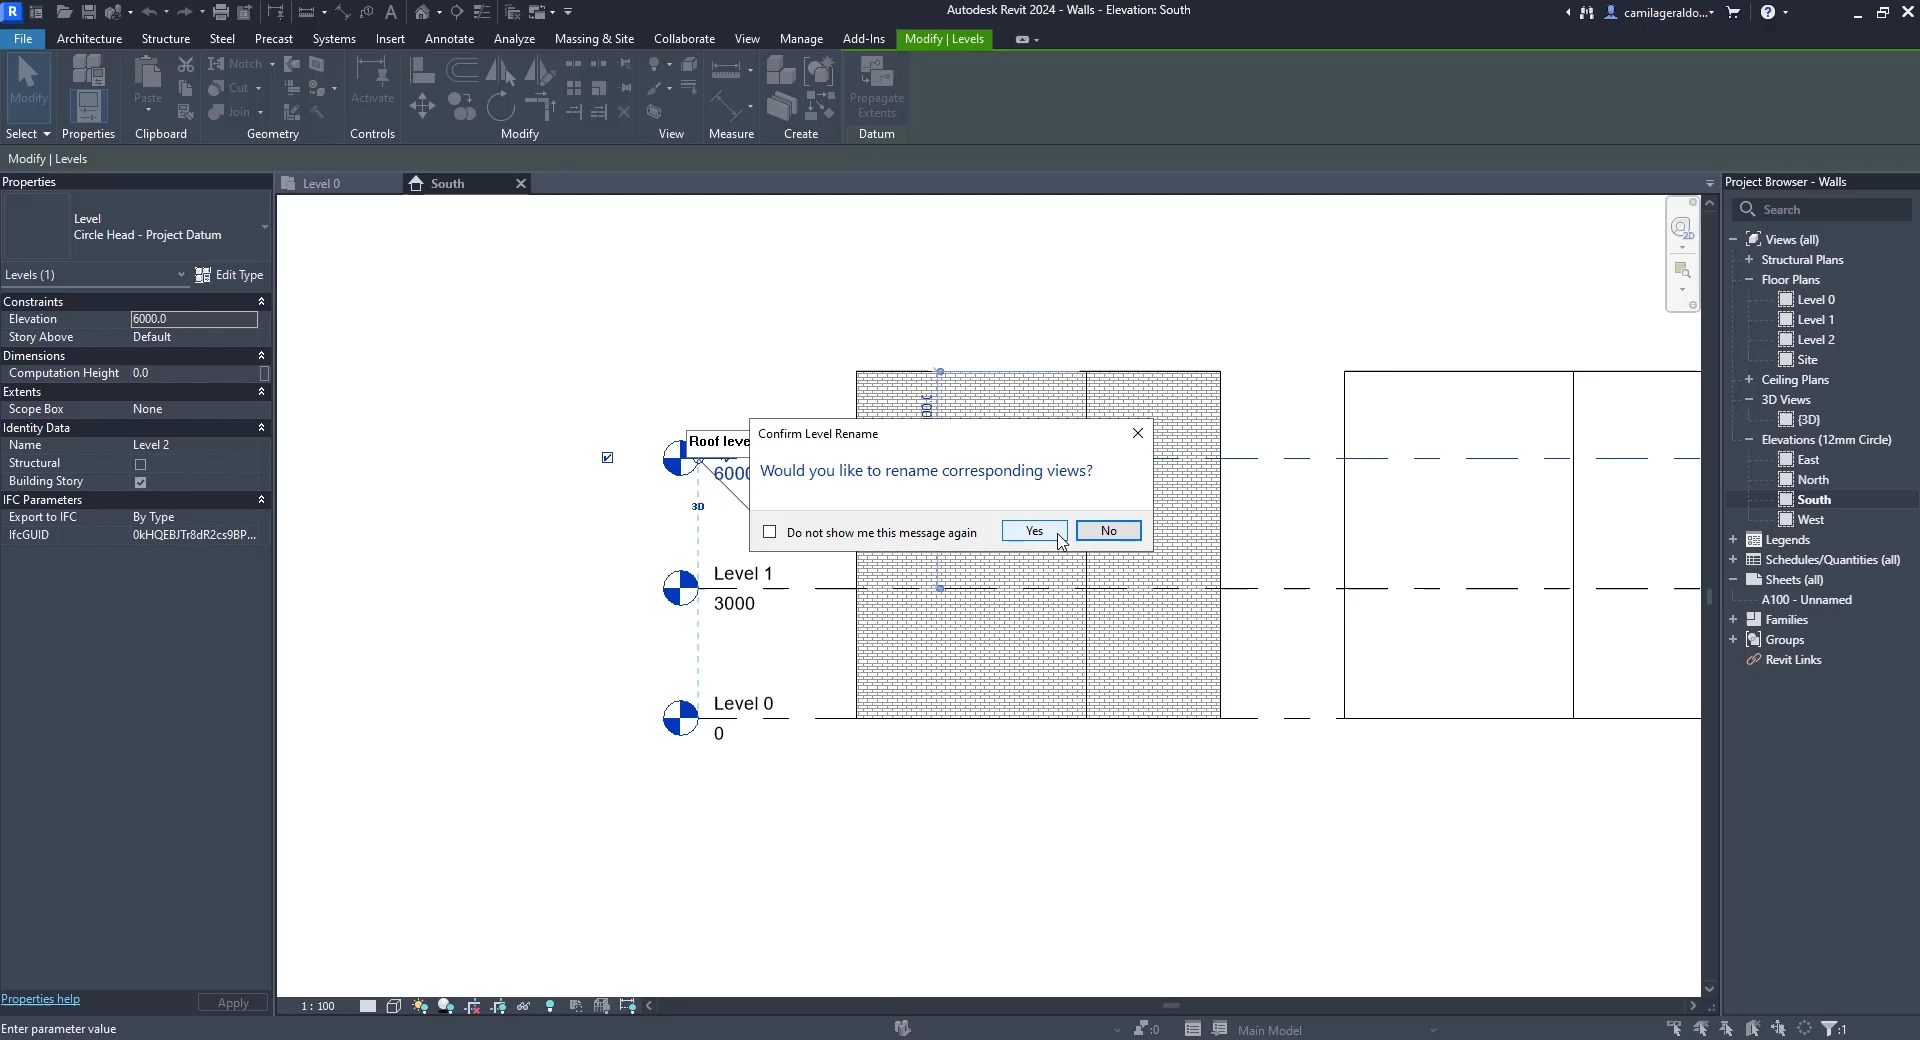 Autodesk Revit 2024 - Walls - Elevation: South
camilageraldo...
File Architecture Structure Steel Precast Systems Insert Annotate Analyze Massing & Site Collaborate View Manage Add-Ins Modify | Levels
Modify
Paste
Notch
Cut
Join
Activate
Propagate
Extents
Select Properties Clipboard Geometry Controls Modify View Measure Create Datum
Modify | Levels
Properties
Level
Circle Head - Project Datum
Levels (1) Edit Type
Constraints
Elevation 6000.0
Story Above Default
Dimensions
Computation Height 0.0
Extents
Scope Box None
Identity Data
Name Level 2
Structural
Building Story
IFC Parameters
Export to IFC By Type
IfcGUID 0kHQEBJTr8dR2cs9BP...
Properties help Apply
Level 0 South
2D
Roof leve
6000
3D
Level 1
3000
Level 0
0
Confirm Level Rename
Would you like to rename corresponding views?
Do not show me this message again Yes No
1 : 100
Project Browser - Walls
Search
Views (all)
Structural Plans
Floor Plans
Level 0
Level 1
Level 2
Site
Ceiling Plans
3D Views
{3D}
Elevations (12mm Circle)
East
North
South
West
Legends
Schedules/Quantities (all)
Sheets (all)
A100 - Unnamed
Families
Groups
Revit Links
Enter parameter value :0 Main Model :1